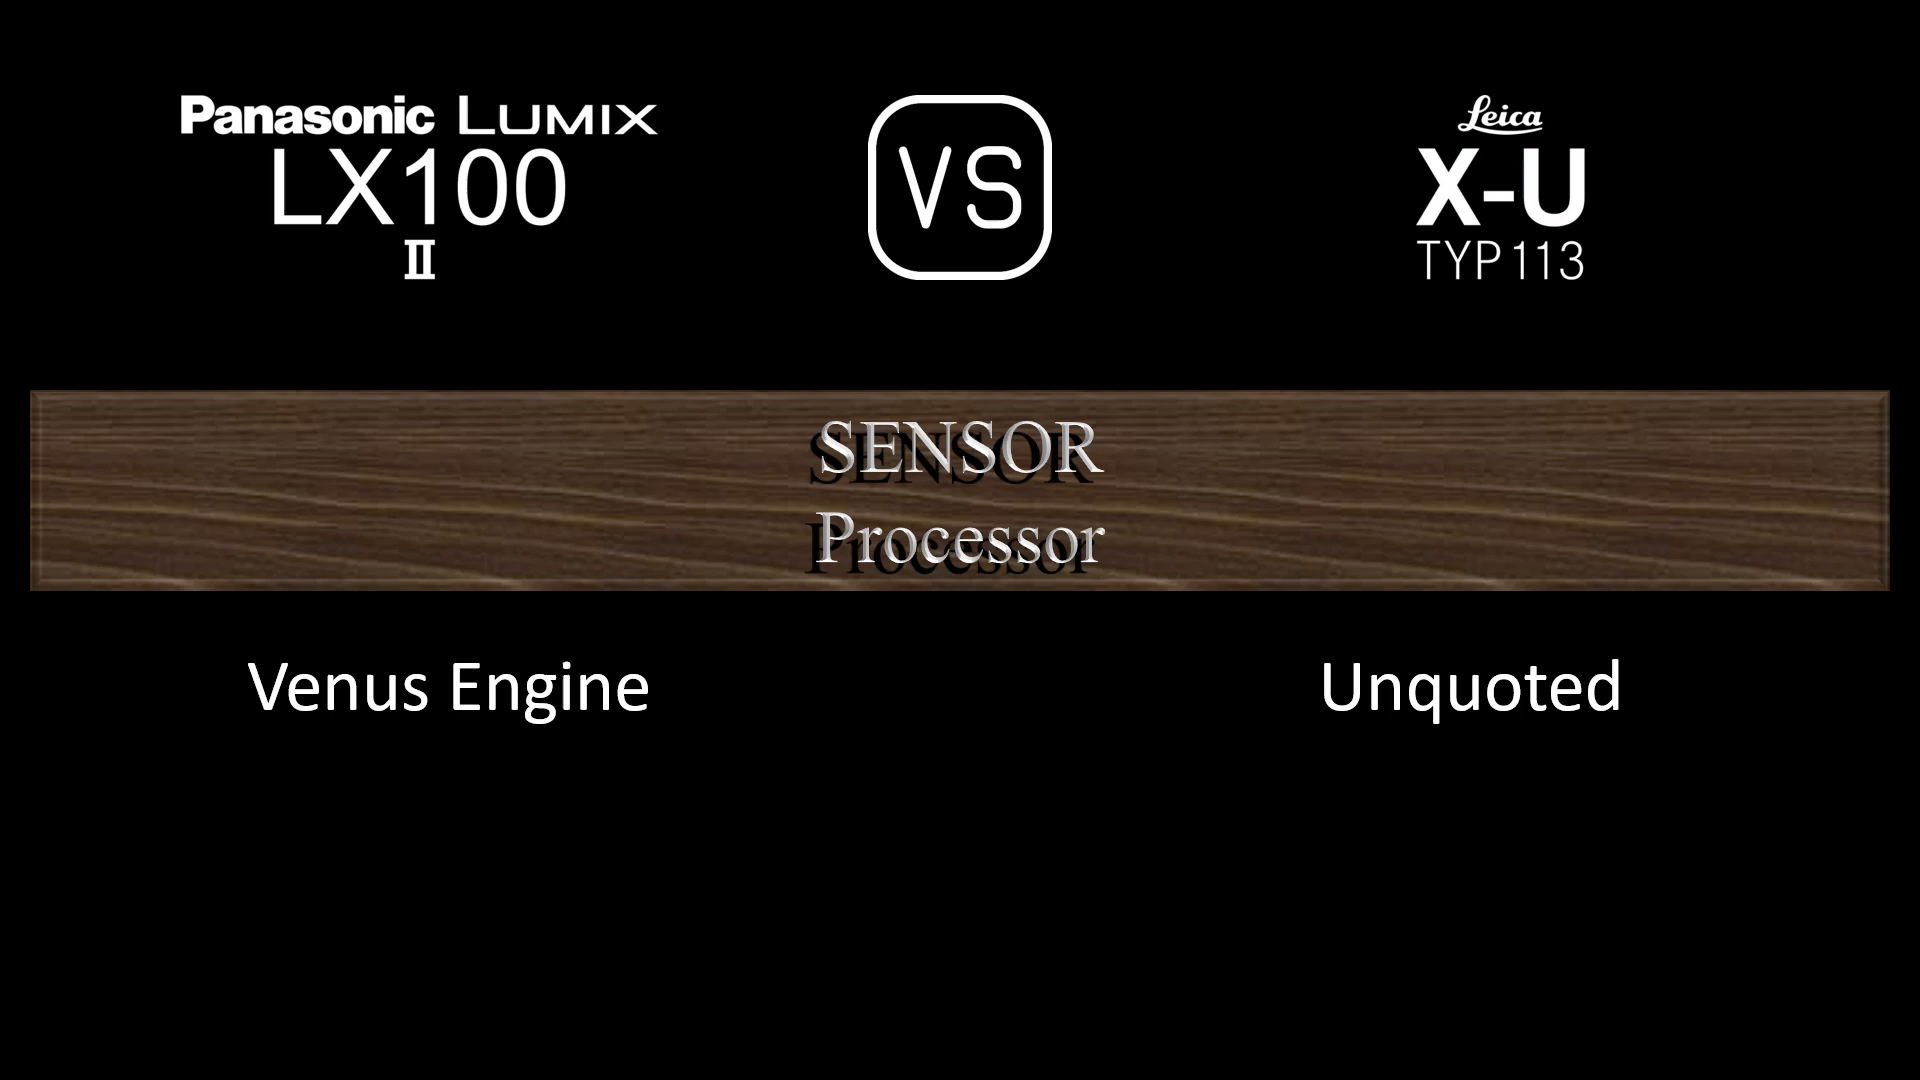 Panasonic LUMIX
LX100
II
VS
Leica
X-U
TYP 113
SENSOR
Processor
Venus Engine
Unquoted